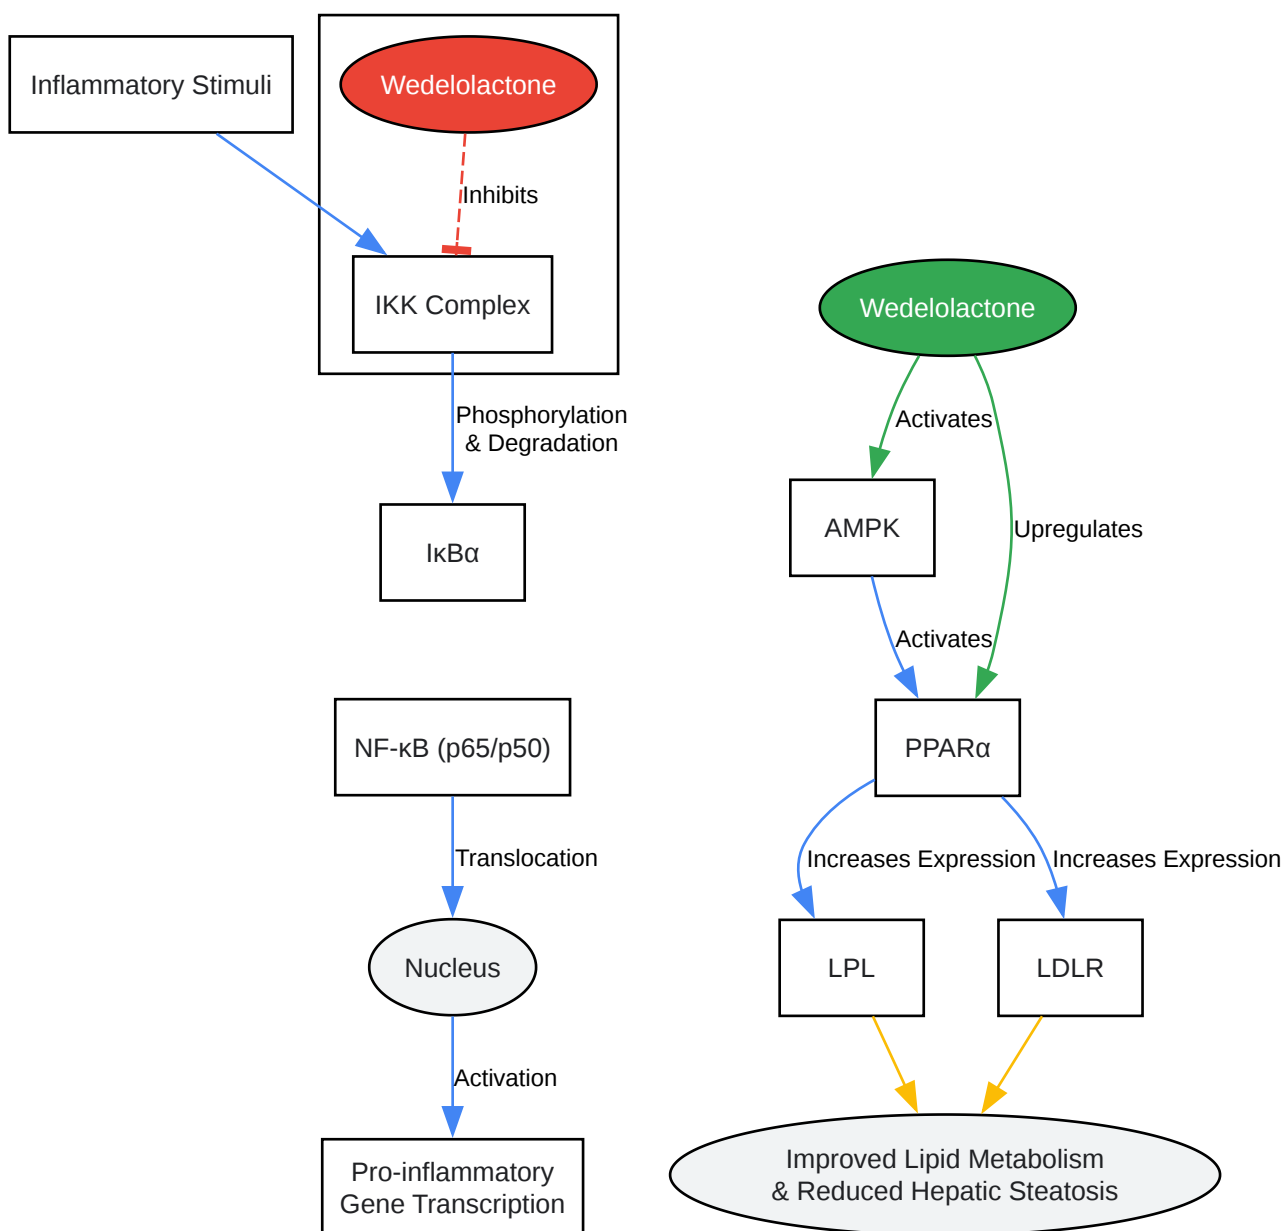 Inflammatory Stimuli
Wedelolactone
Inhibits
IKK Complex
Phosphorylation
& Degradation
IκBα
NF-κB (p65/p50)
Translocation
Nucleus
Activation
Pro-inflammatory
Gene Transcription
Wedelolactone
Activates
AMPK
Upregulates
Activates
PPARα
Increases Expression
Increases Expression
LPL
LDLR
Improved Lipid Metabolism
& Reduced Hepatic Steatosis